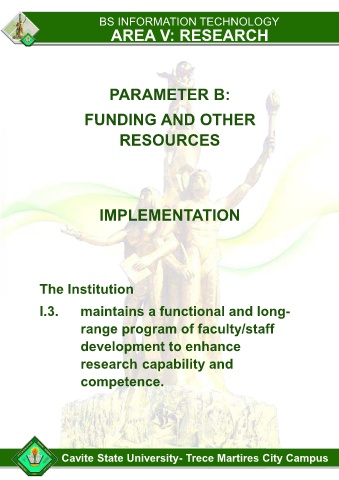 BS INFORMATION TECHNOLOGY
AREA V: RESEARCH
PARAMETER B:
FUNDING AND OTHER
RESOURCES
IMPLEMENTATION
The Institution
I.3. maintains a functional and long-
range program of faculty/staff
development to enhance
research capability and
competence.
Cavite State University- Trece Martires City Campus